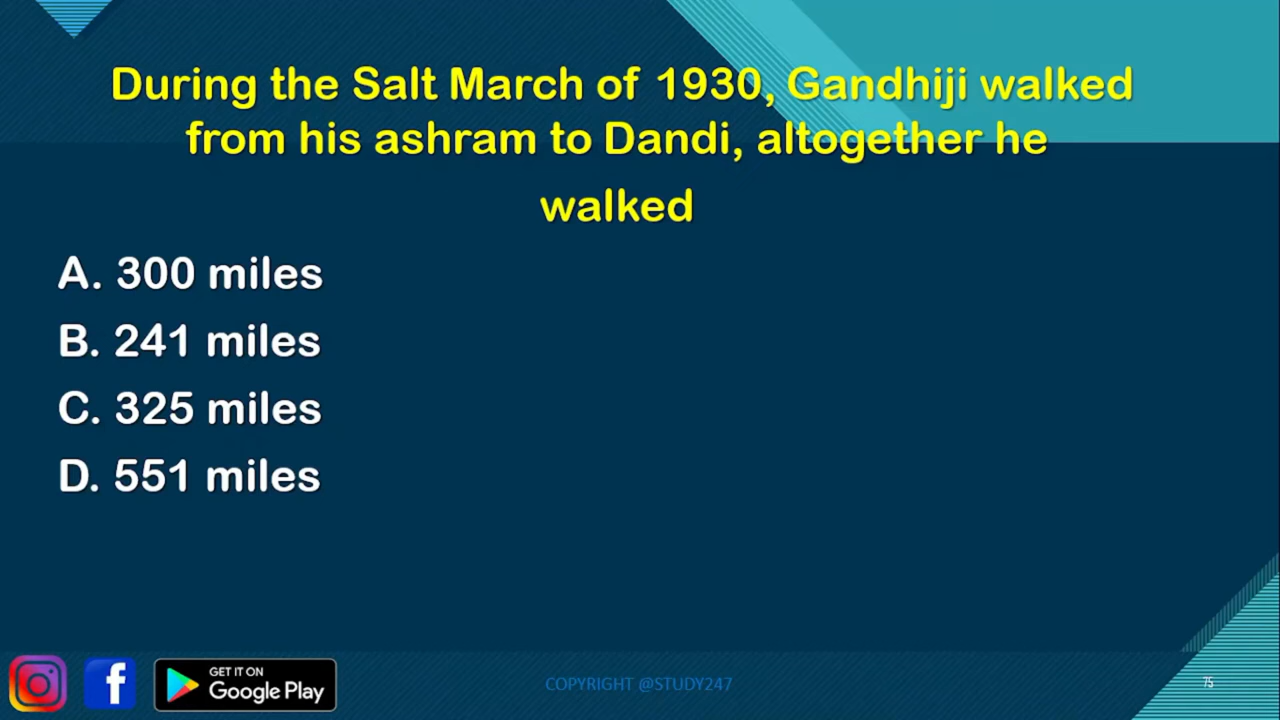 During the Salt March of 1930, Gandhiji walked
from his ashram to Dandi, altogether he
walked
A. 300 miles
B. 241 miles
C. 325 miles
D. 551 miles
f
GET IT ON
Google Play
COPYRIGHT @STUDY247
75